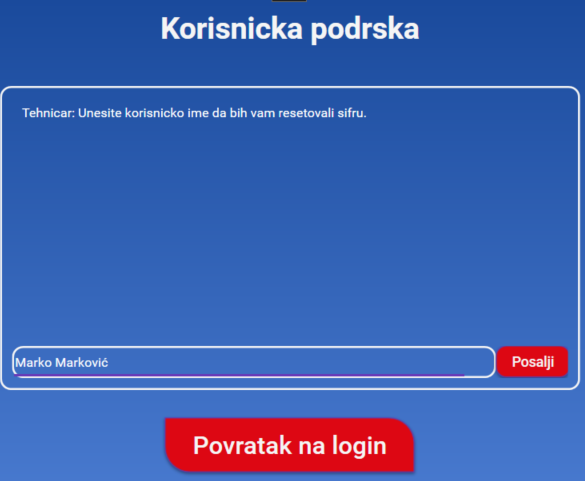 Korisnicka podrska
Tehnicar: Unesite korisnicko ime da bih vam resetovali sifru.
Marko Marković
Posalji
Povratak na login